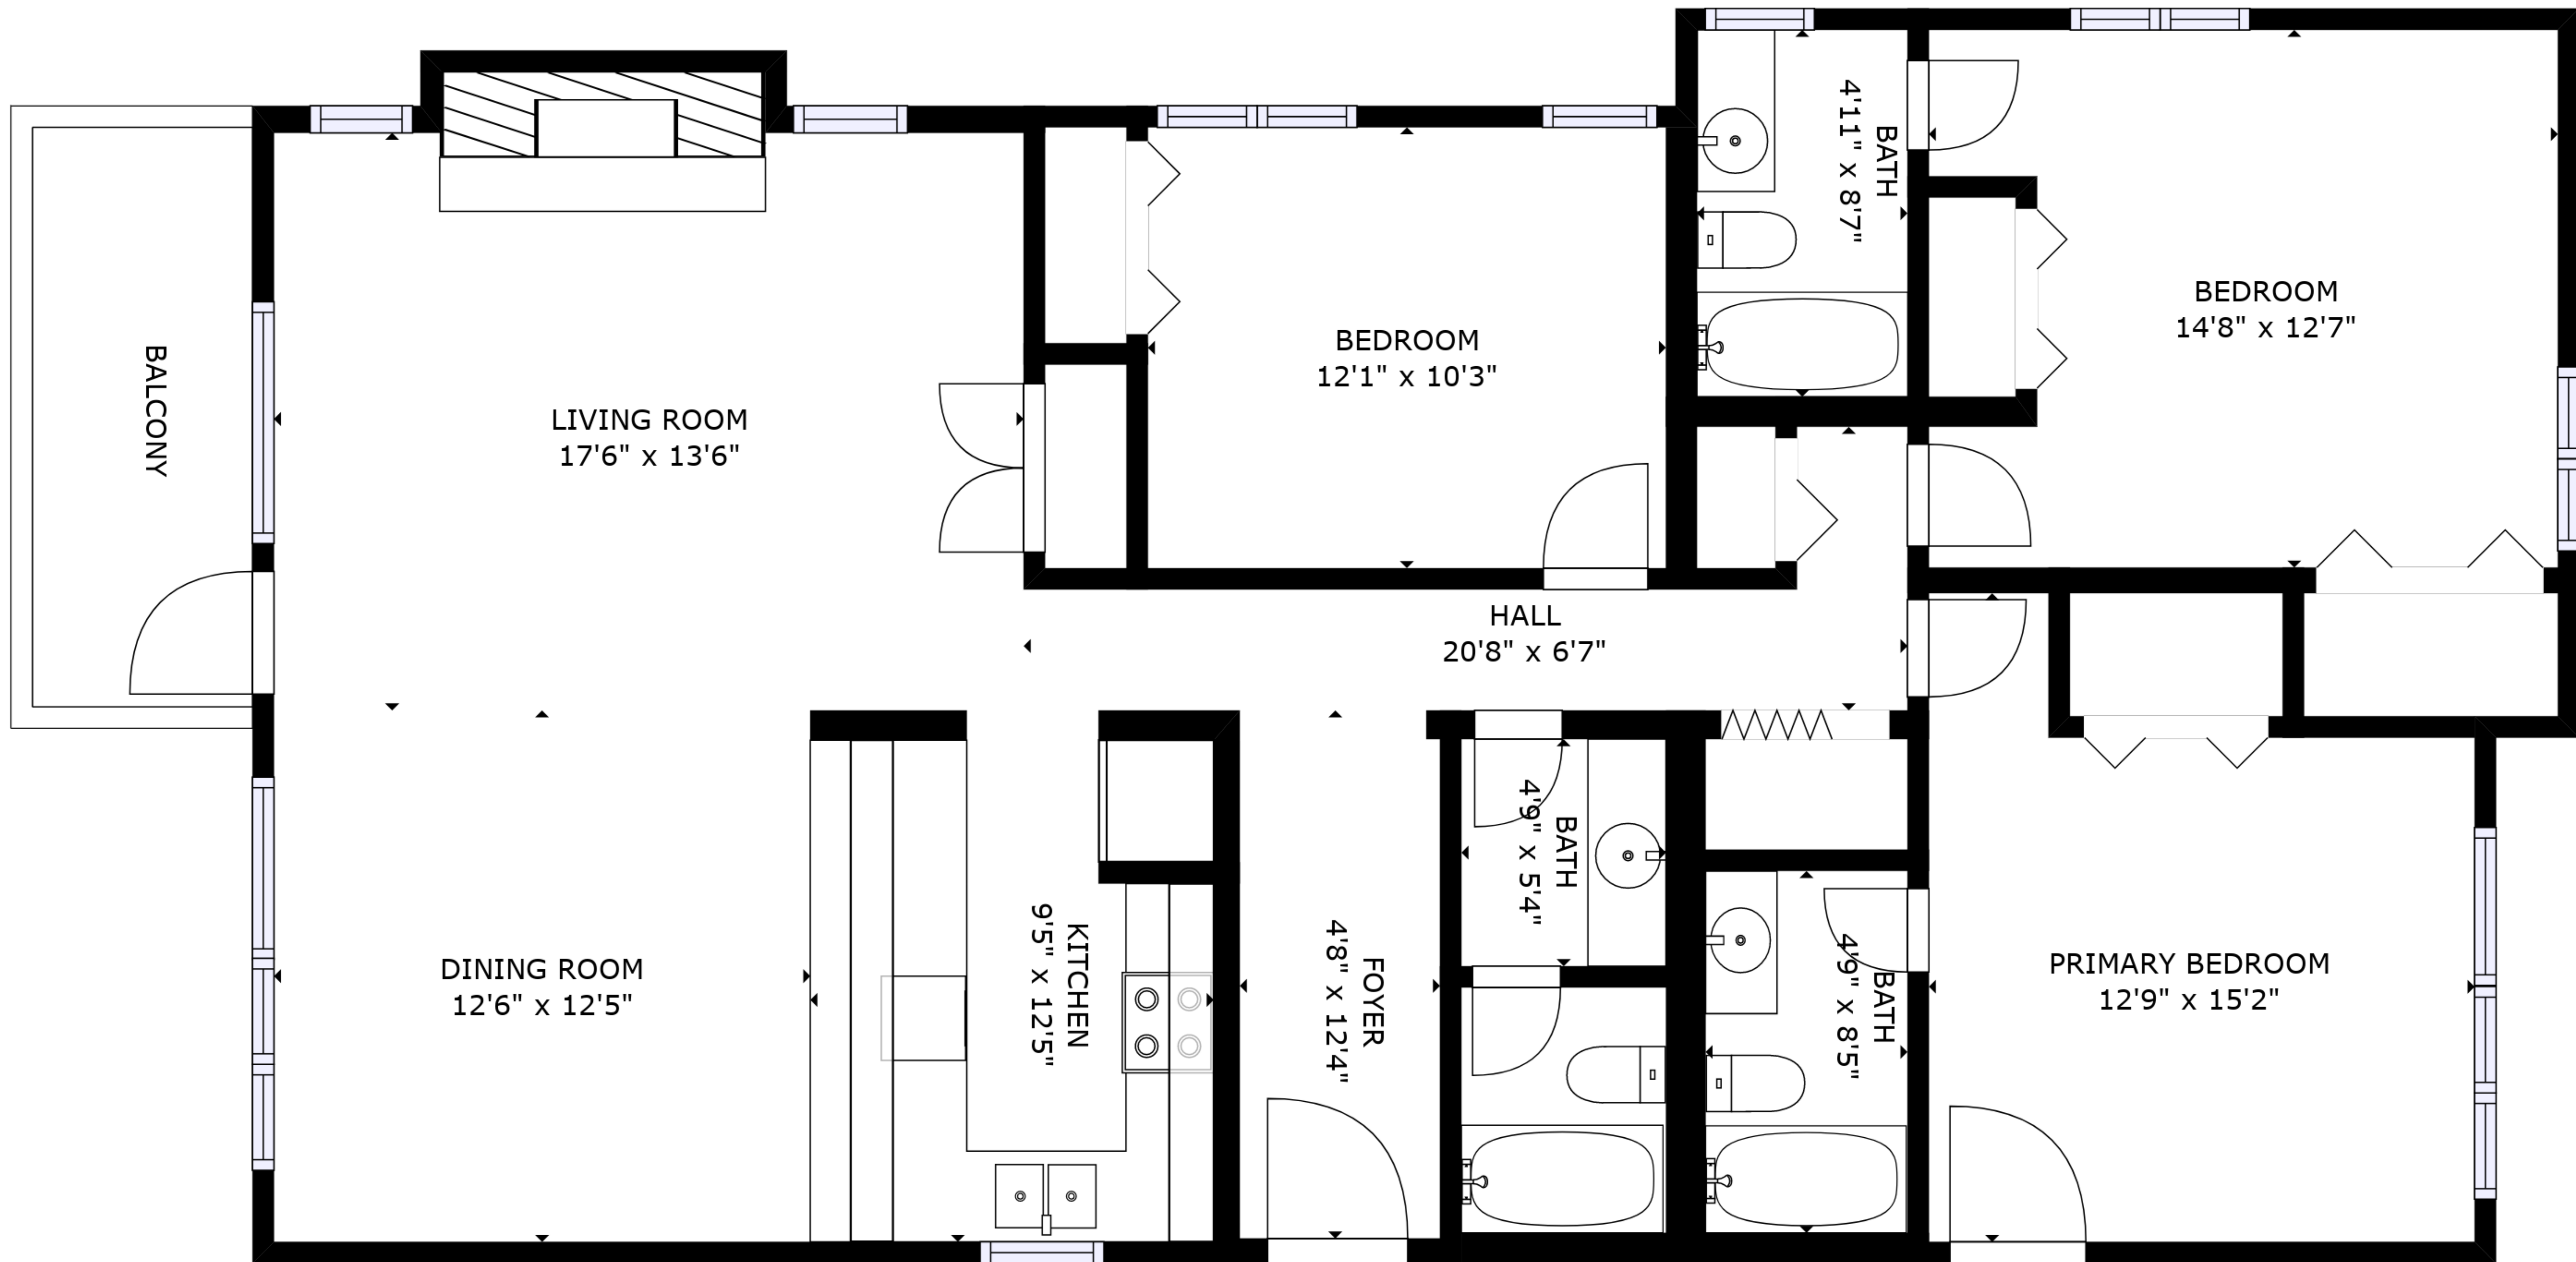 BATH
4'11" x 8'7"
BEDROOM
14'8" x 12'7"
BEDROOM
12'1" x 10'3"
BALCONY
LIVING ROOM
17'6" x 13'6"
HALL
20'8" x 6'7"
BATH
4'9" x 5'4"
KITCHEN
9'5" x 12'5"
FOYER
4'8" x 12'4"
DINING ROOM
12'6" x 12'5"
BATH
4'9" x 8'5"
PRIMARY BEDROOM
12'9" x 15'2"